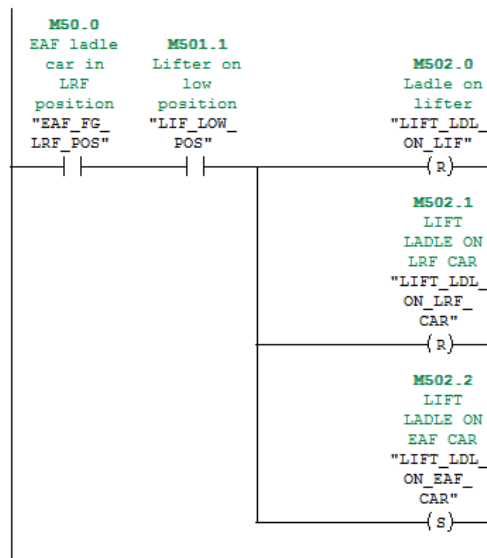 M50.0
EAF ladle
car in
LRF
position
"EAF_FG_
LRF_POS"
M501.1
Lifter on
low
position
"LIF_LOW_
POS"
M502.0
Ladle on
lifter
"LIFT_LDL_
ON_LIF"
(R)
M502.1
LIFT
LADLE ON
LRF CAR
"LIFT_LDL_
ON_LRF_
CAR"
(R)
M502.2
LIFT
LADLE ON
EAF CAR
"LIFT_LDL_
ON_EAF_
CAR"
(S)